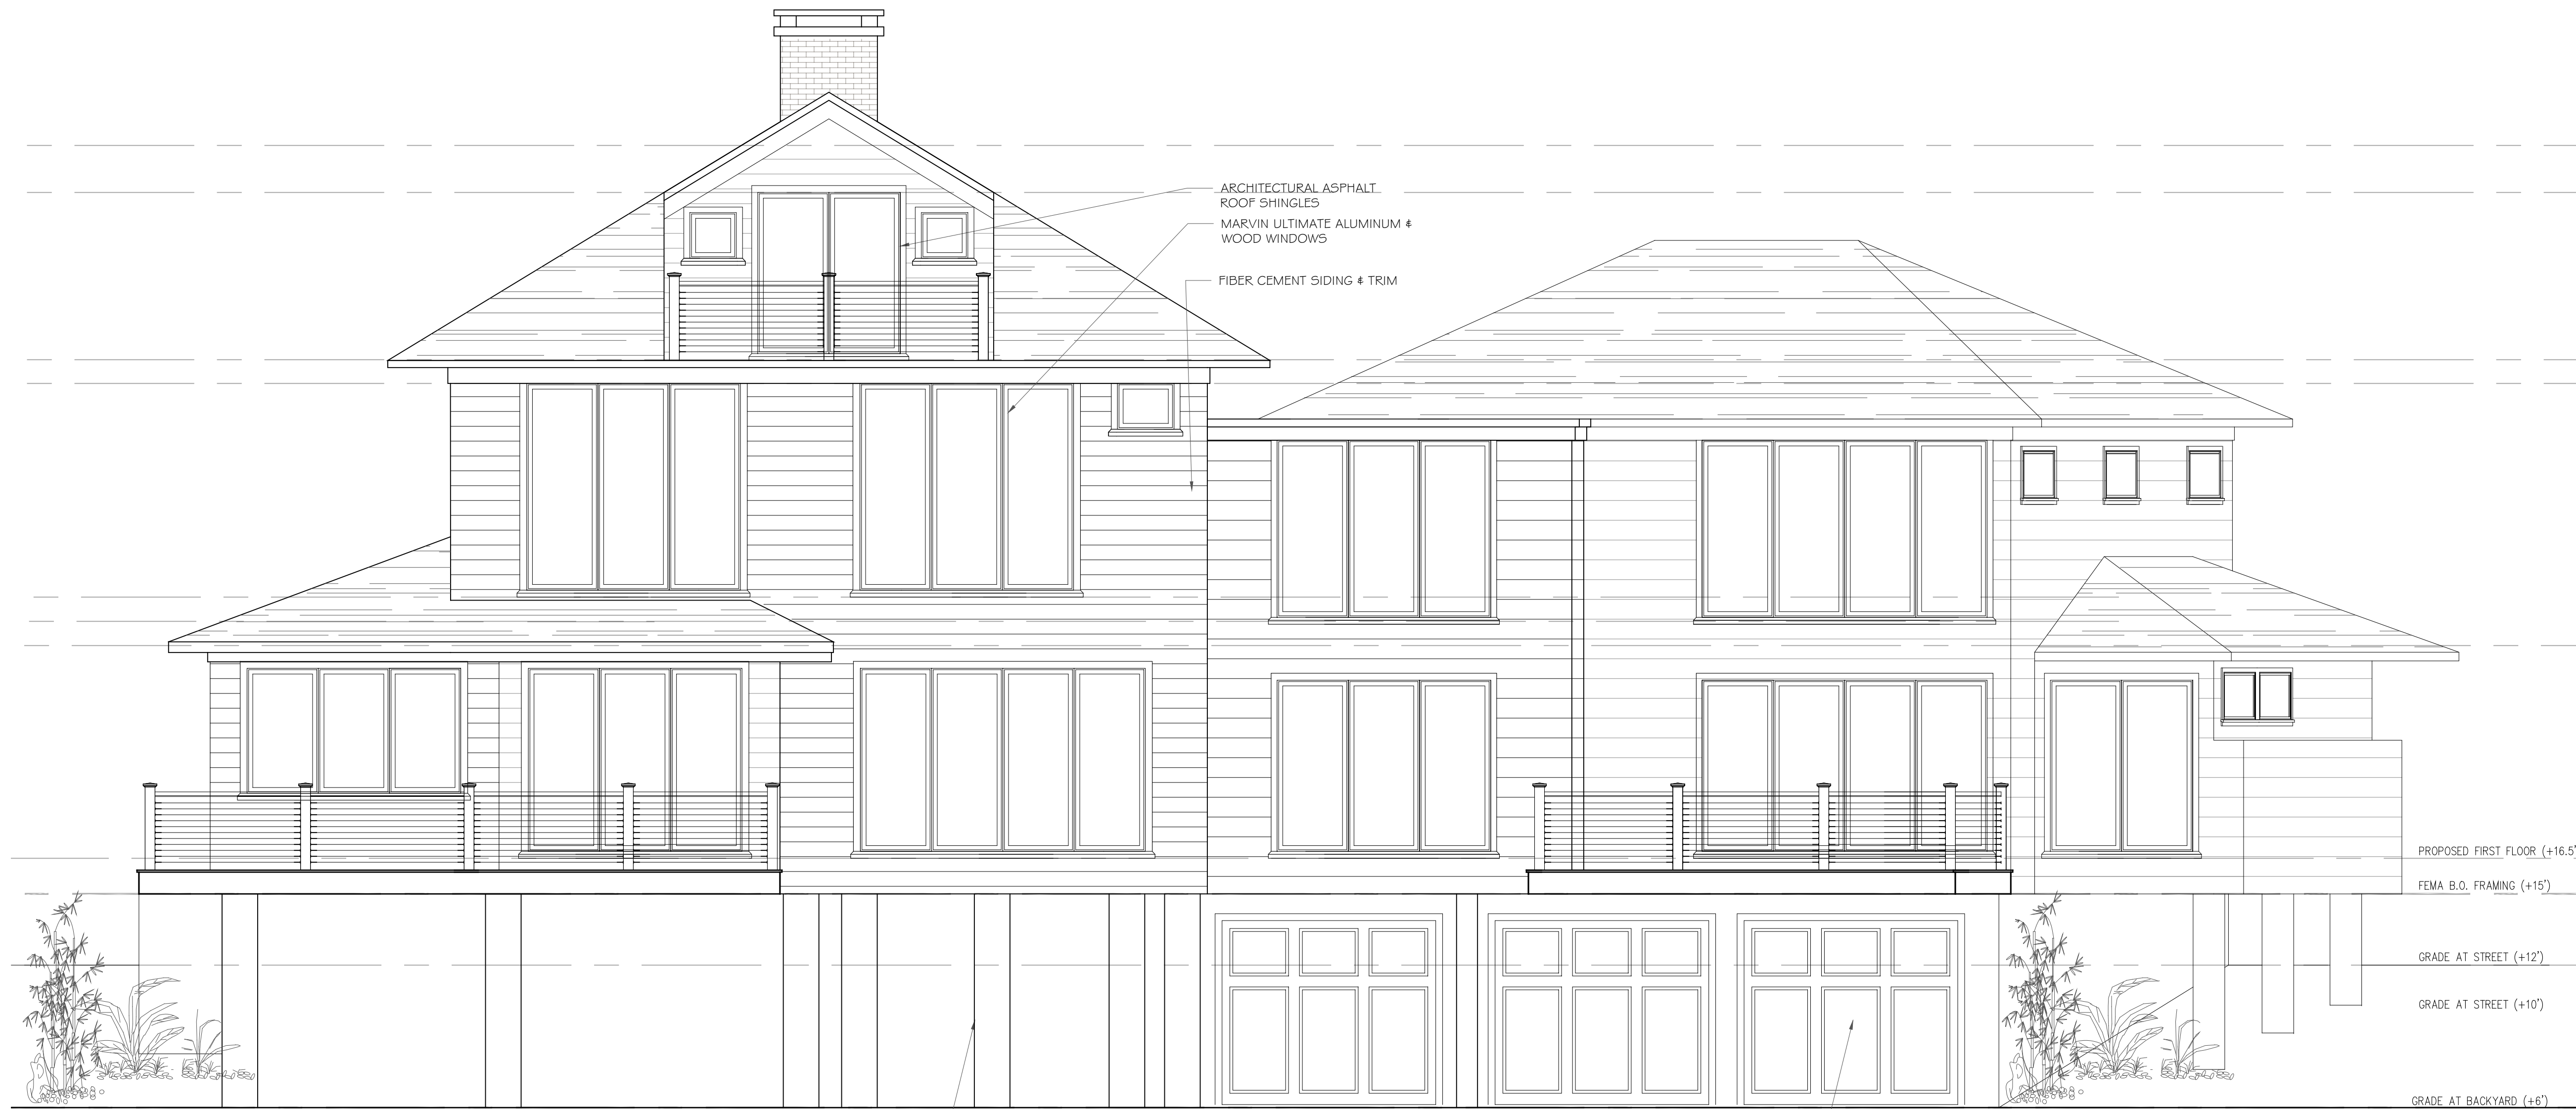 ARCHITECTURAL ASPHALT
ROOF SHINGLES
MARVIN ULTIMATE ALUMINUM &
WOOD WINDOWS
FIBER CEMENT SIDING & TRIM
PROPOSED FIRST FLOOR (+16.5'
FEMA B.O. FRAMING (+15')
GRADE AT STREET (+12')
GRADE AT STREET (+10')
GRADE AT BACKYARD (+6')